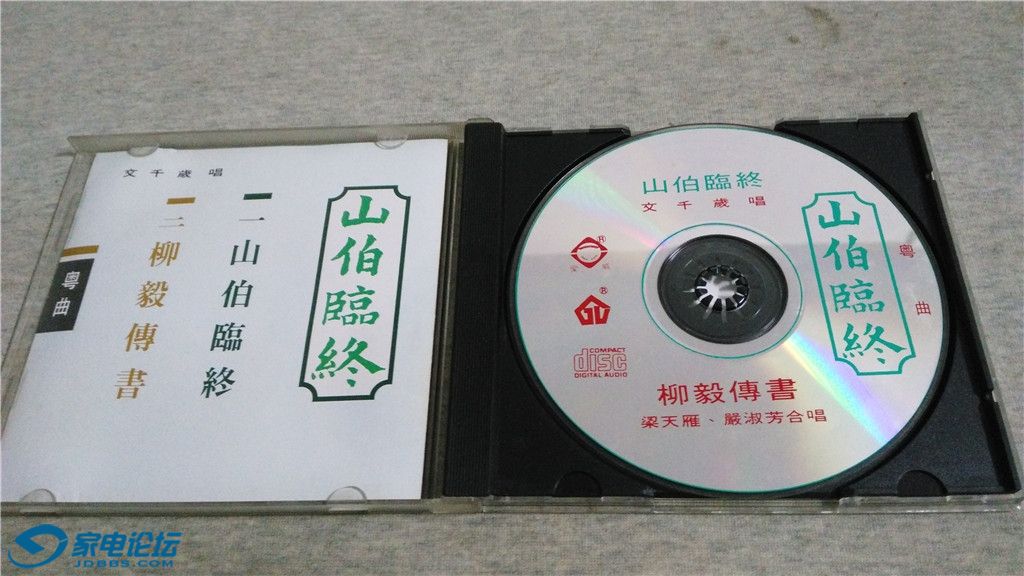 文千歲唱
山伯臨終
一山伯臨終
二柳毅傳書
粵曲
山伯臨終
文千歲唱
山伯臨終
粵曲
®
®
COMPACT
disc
DIGITAL AUDIO
柳毅傳書
梁天雁、嚴淑芳合唱
家电论坛
JDBBS.COM